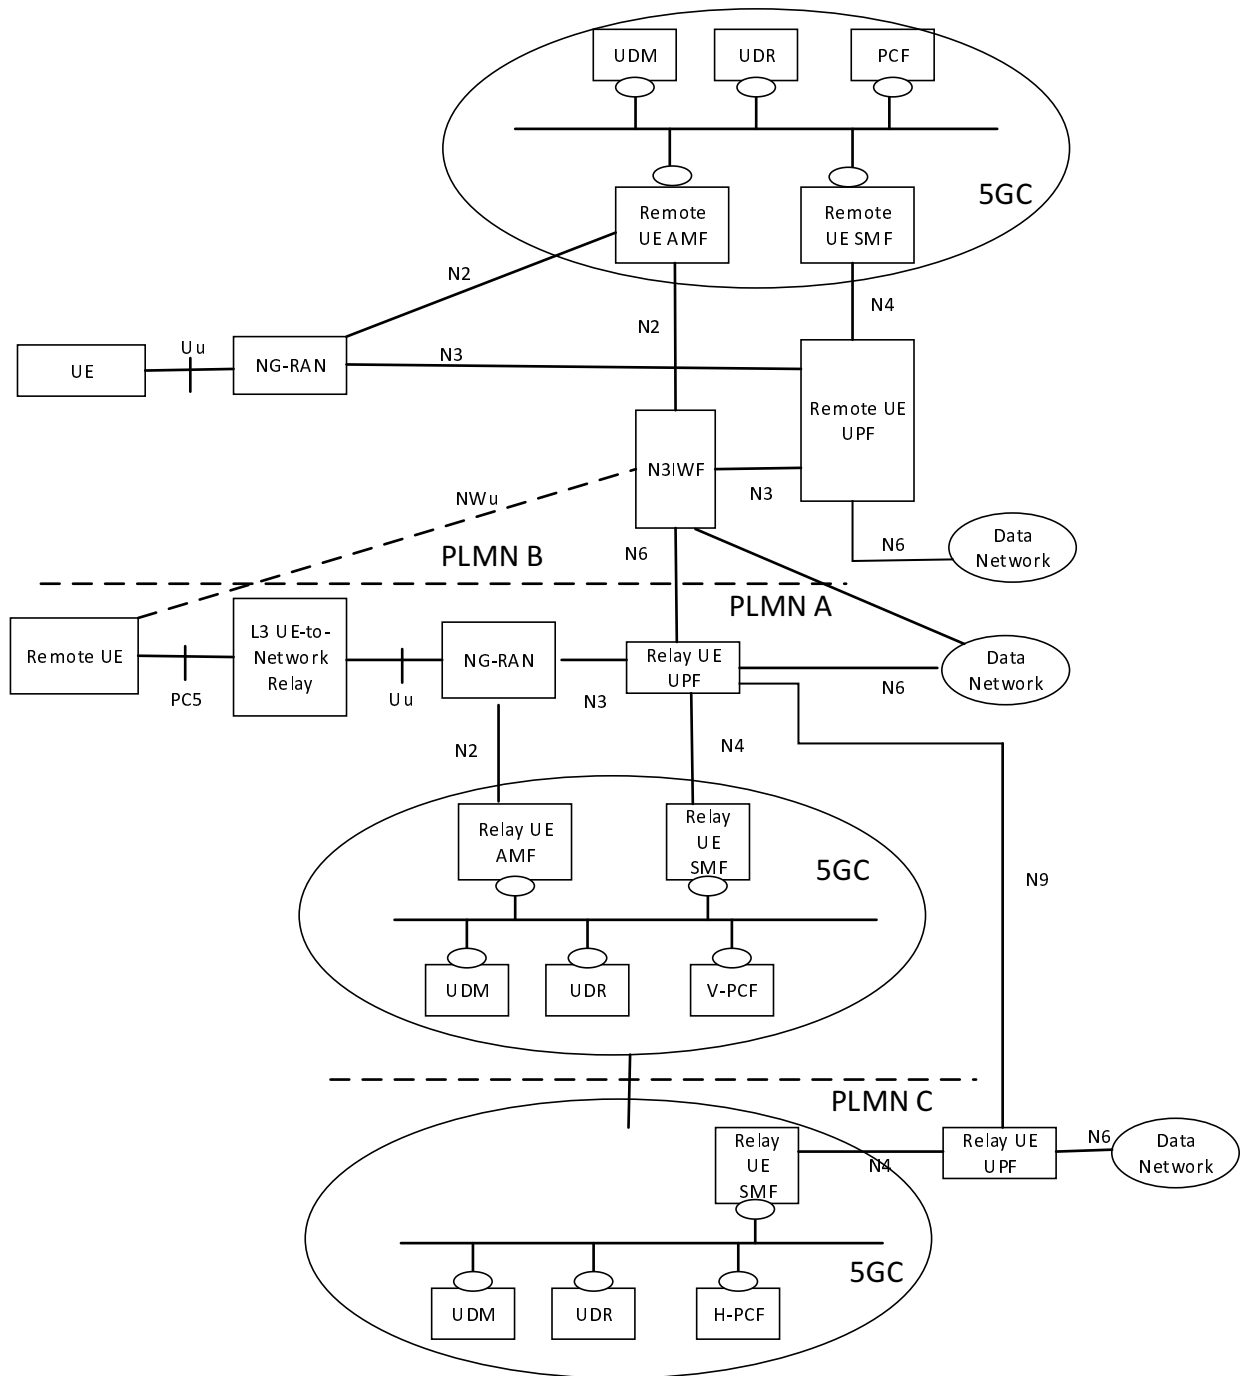 UDM
UDR
PCF
5GC
Remote
UE AMF
Remote
UE SMF
N2
N2
N4
Uu
UE
NG-RAN
N3
Remote UE
UPF
N3IWF
N3
NWu
N6
N6
Data
Network
PLMN B
PLMN A
Remote UE
PC5
L3 UE-to-
Network
Relay
Uu
NG-RAN
N3
Relay UE
UPF
N6
Data
Network
N2
N4
Relay UE
AMF
Relay
UE
SMF
5GC
N9
UDM
UDR
V-PCF
PLMN C
Relay
UE
SMF
N4
Relay UE
UPF
N6
Data
Network
5GC
UDM
UDR
H-PCF